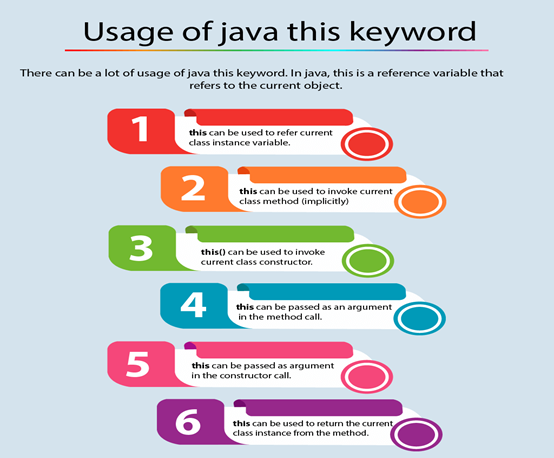 Usage of java this keyword
There can be a lot of usage of java this keyword. In java, this is a reference variable that
refers to the current object.
1
this can be used to refer current
class instance variable.
2
this can be used to invoke current
class method (implicitly)
3
this() can be used to invoke
current class constructor.
4
this can be passed as an argument
in the method call.
5
this can be passed as argument
in the constructor call.
6
this can be used to return the current
class instance from the method.